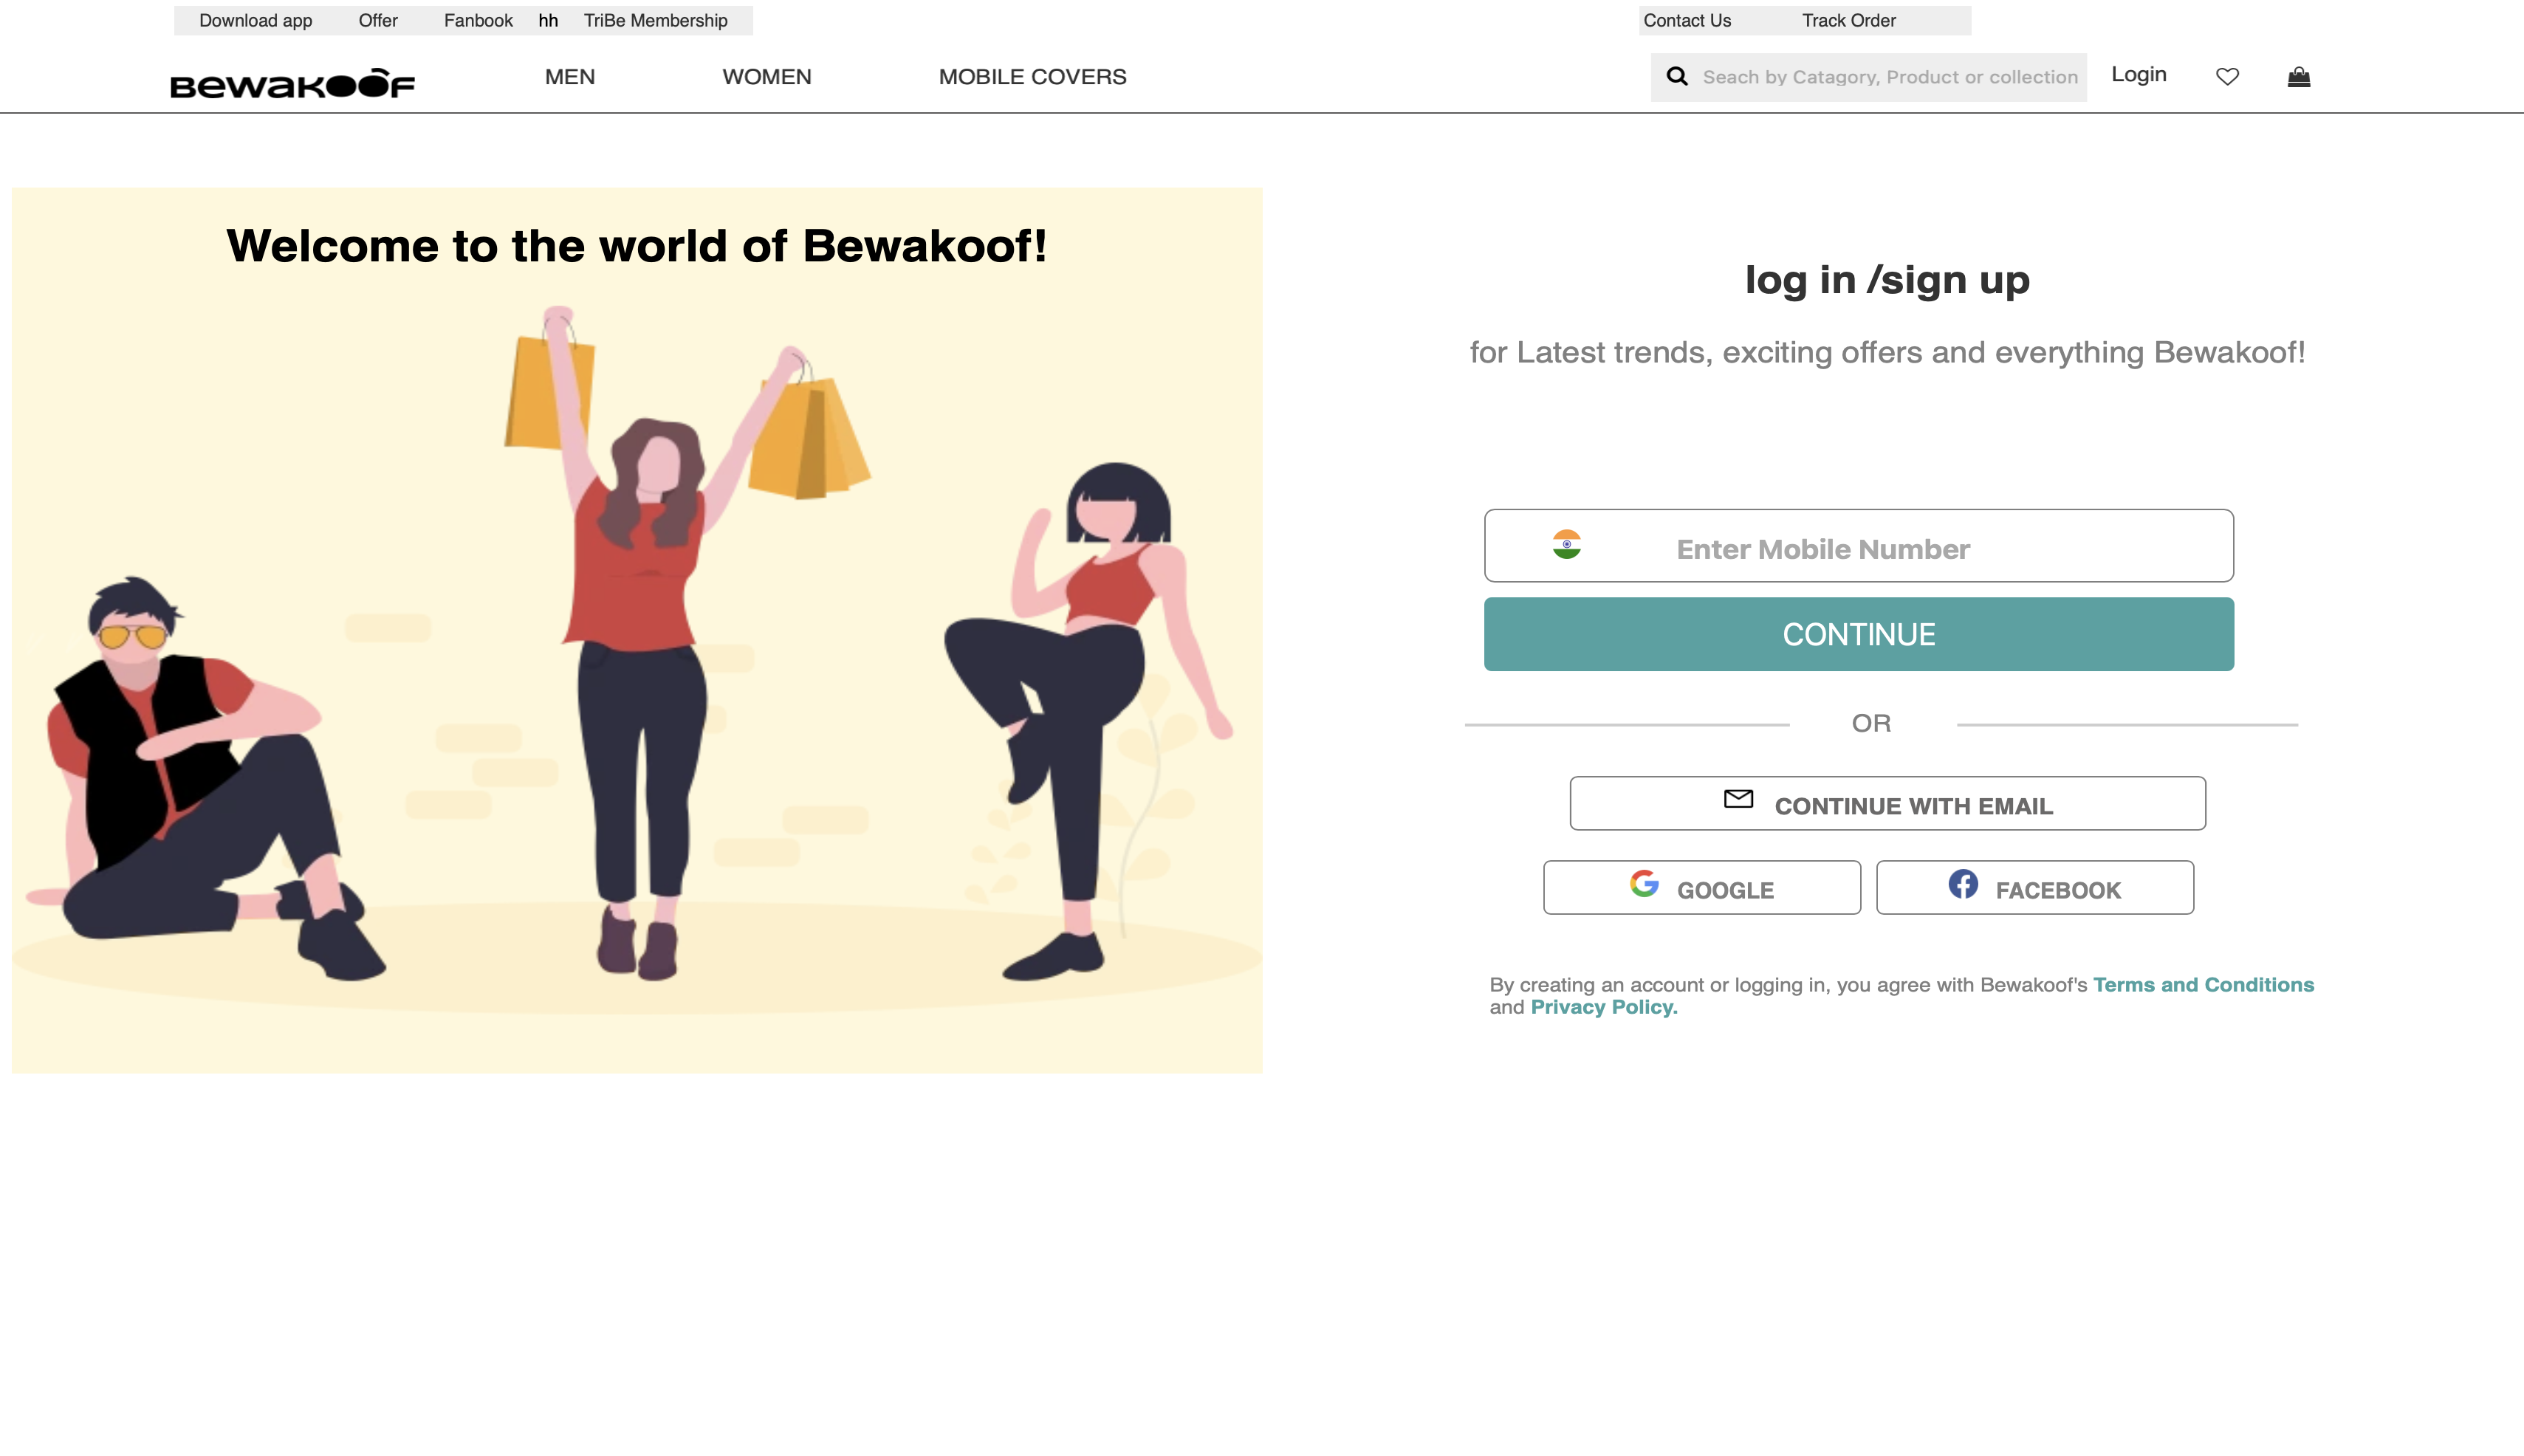 Download app Offer Fanbook hh TriBe Membership Contact Us Track Order
BEWAKOOF MEN WOMEN MOBILE COVERS Seach by Catagory, Product or collection Login
Welcome to the world of Bewakoof!
log in /sign up
for Latest trends, exciting offers and everything Bewakoof!
Enter Mobile Number
CONTINUE
OR
CONTINUE WITH EMAIL
GOOGLE FACEBOOK
By creating an account or logging in, you agree with Bewakoof's Terms and Conditions
and Privacy Policy.